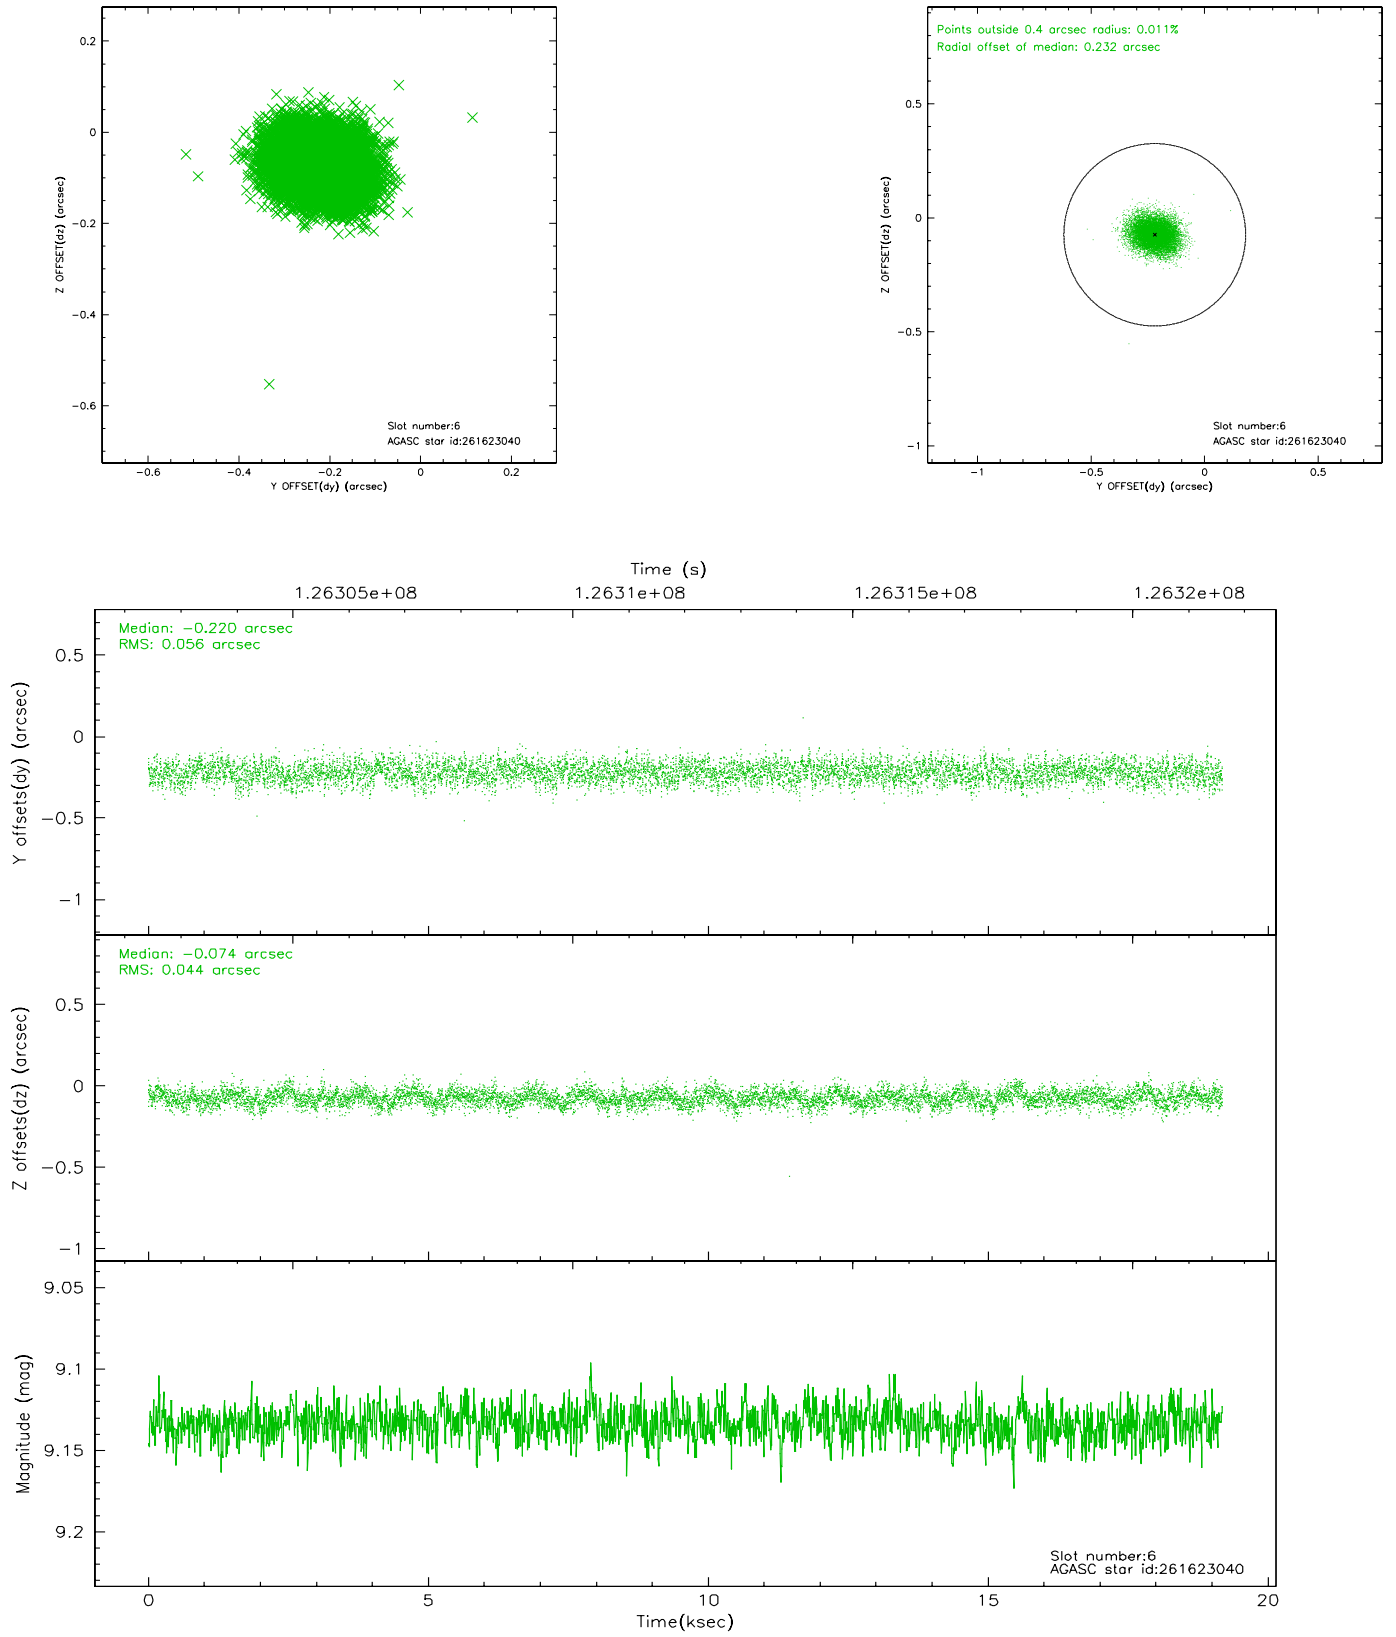 0.2
0
−0.2
−0.4
−0.6
Z OFFSET(dz) (arcsec)
Slot number:6
AGASC star id:261623040
−0.6
−0.4
−0.2
0
0.2
Y OFFSET(dy) (arcsec)
Points outside 0.4 arcsec radius: 0.011%
Radial offset of median: 0.232 arcsec
0.5
0
−0.5
−1
Z OFFSET(dz) (arcsec)
Slot number:6
AGASC star id:261623040
−1
−0.5
0
0.5
Y OFFSET(dy) (arcsec)
Time (s)
1.26305e+08
1.2631e+08
1.26315e+08
1.2632e+08
Median: −0.220 arcsec
RMS: 0.056 arcsec
0.5
0
−0.5
−1
Y offsets(dy) (arcsec)
Median: −0.074 arcsec
RMS: 0.044 arcsec
0.5
0
−0.5
−1
Z offsets(dz) (arcsec)
9.05
9.1
9.15
9.2
Magnitude (mag)
Slot number:6
AGASC star id:261623040
0
5
10
15
20
Time(ksec)